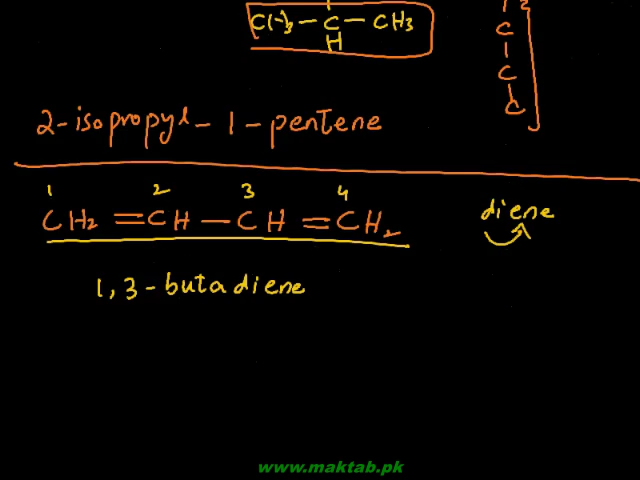 C
C(-)3 – C – CH3
H
C
C
C
2-isopropyl-1-pentene
1 2 3 4
CH2=CH–CH=CH2
diene
1,3-butadiene
www.maktab.pk